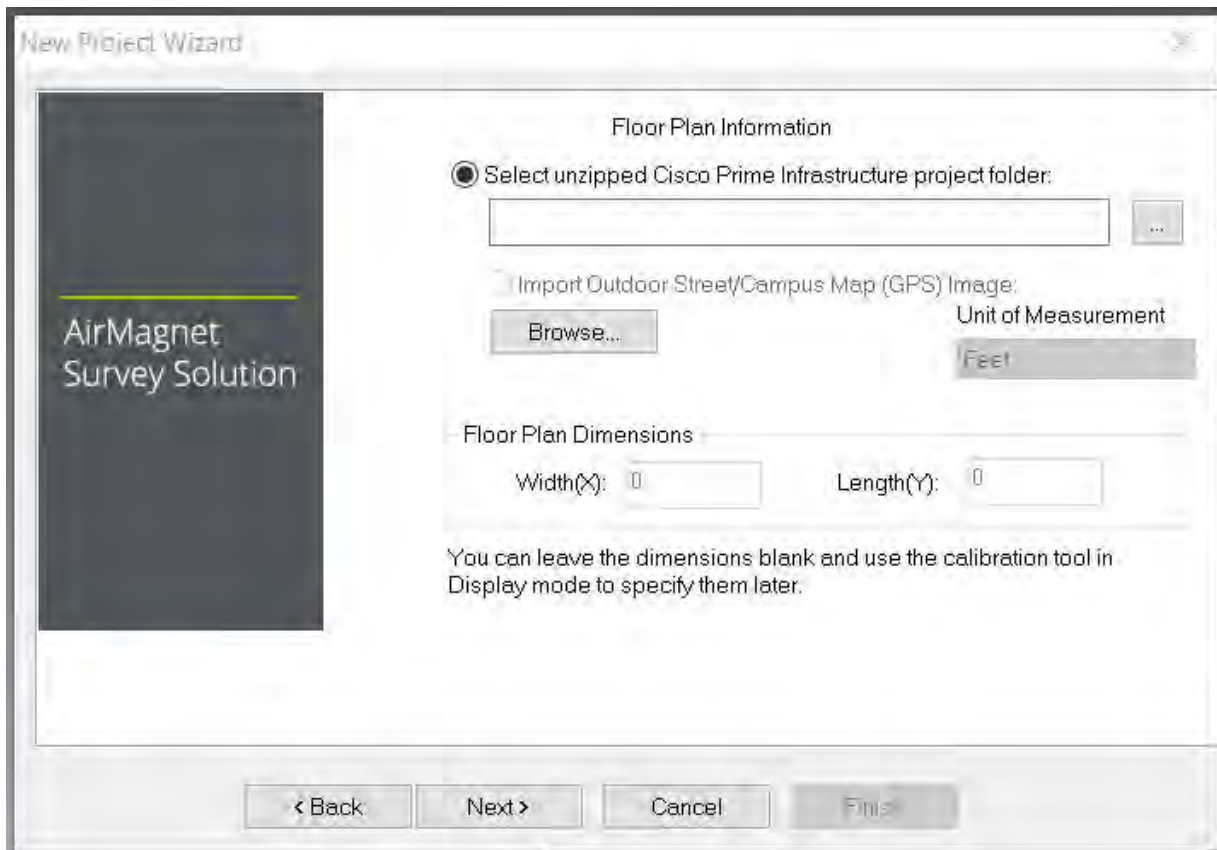 New Project Wizard
Floor Plan Information
Select unzipped Cisco Prime Infrastructure project folder:
...
Import Outdoor Street/Campus Map (GPS) Image:
Browse...
Unit of Measurement
Feet
AirMagnet
Survey Solution
Floor Plan Dimensions
Width(X): 0
Length(Y): 0
You can leave the dimensions blank and use the calibration tool in
Display mode to specify them later.
< Back
Next >
Cancel
Finish